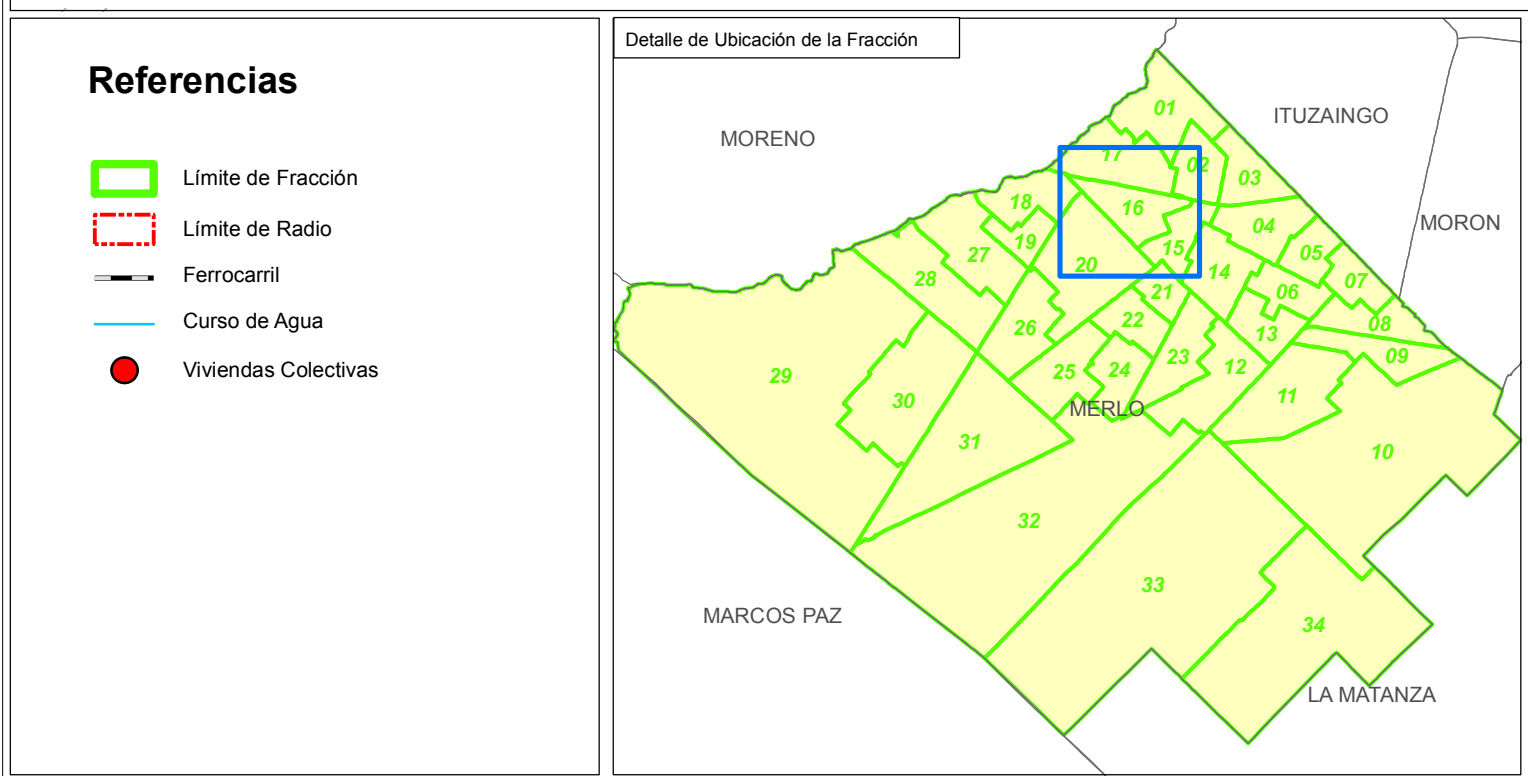 Referencias
Límite de Fracción
Límite de Radio
Ferrocarril
Curso de Agua
Viviendas Colectivas
Detalle de Ubicación de la Fracción
01
ITUZAINGO
MORENO
17
02
03
18
16
MORON
04
19
15
27
05
20
14
28
07
21
06
22
08
26
13
23
09
12
25
24
29
11
30
MERLO
31
10
32
33
MARCOS PAZ
34
LA MATANZA